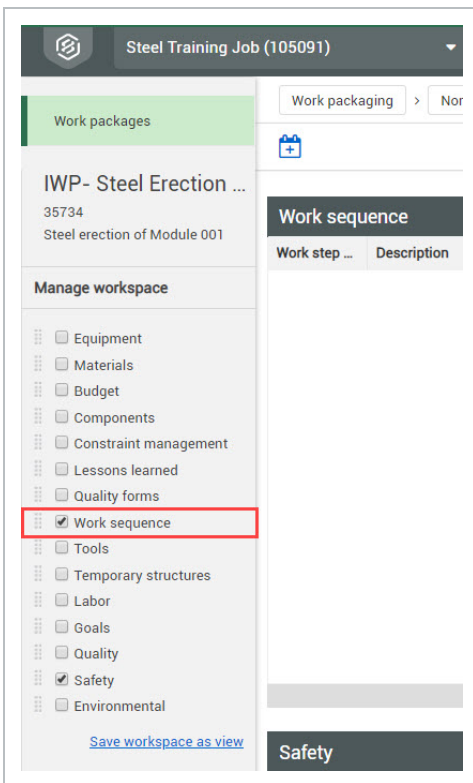 Steel Training Job (105091)
Work packages
Work packaging > Nor
IWP- Steel Erection ...
35734
Steel erection of Module 001
Work sequence
Work step ... Description
Manage workspace
Equipment
Materials
Budget
Components
Constraint management
Lessons learned
Quality forms
Work sequence
Tools
Temporary structures
Labor
Goals
Quality
Safety
Environmental
Save workspace as view
Safety